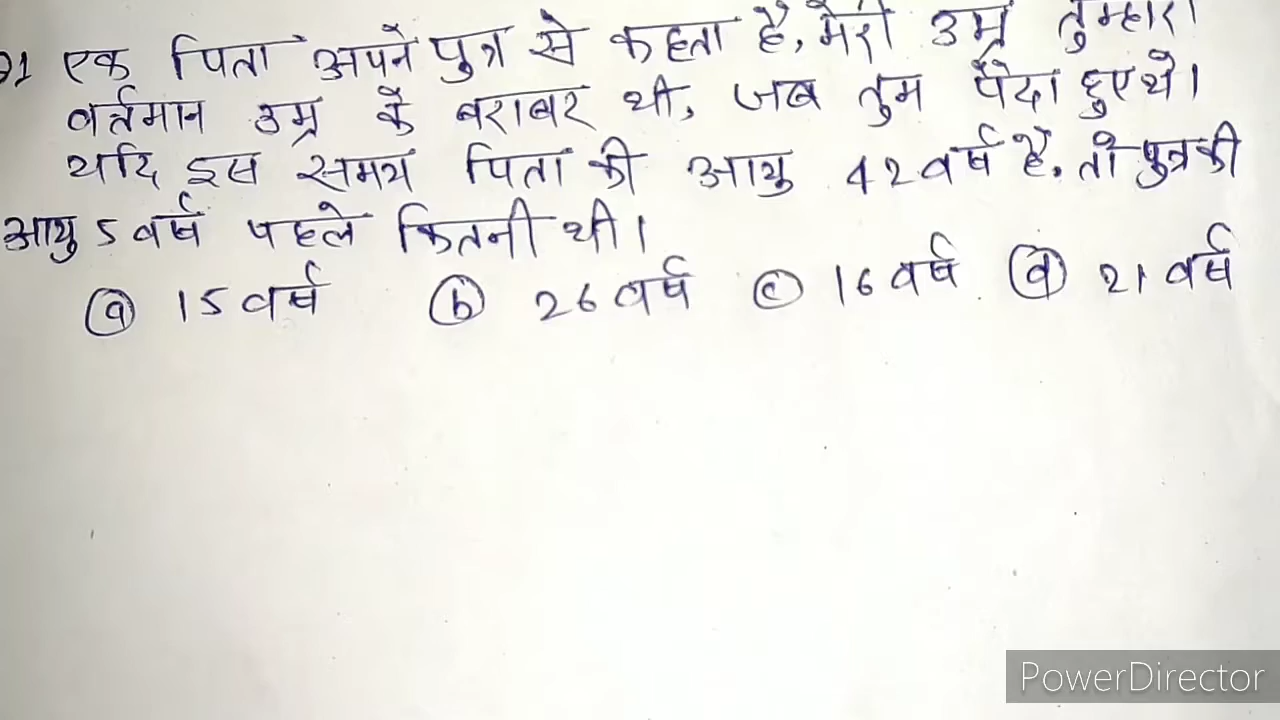 Q1 एक पिता अपने पुत्र से कहता है, मेरी उम्र तुम्हारी
वर्तमान उम्र के बराबर थी, जब तुम पैदा हुए थे।
यदि इस समय पिता की आयु 42 वर्ष है, तो पुत्र की
आयु 5 वर्ष पहले कितनी थी।
(a) 15 वर्ष (b) 26 वर्ष (c) 16 वर्ष (d) 21 वर्ष
PowerDirector